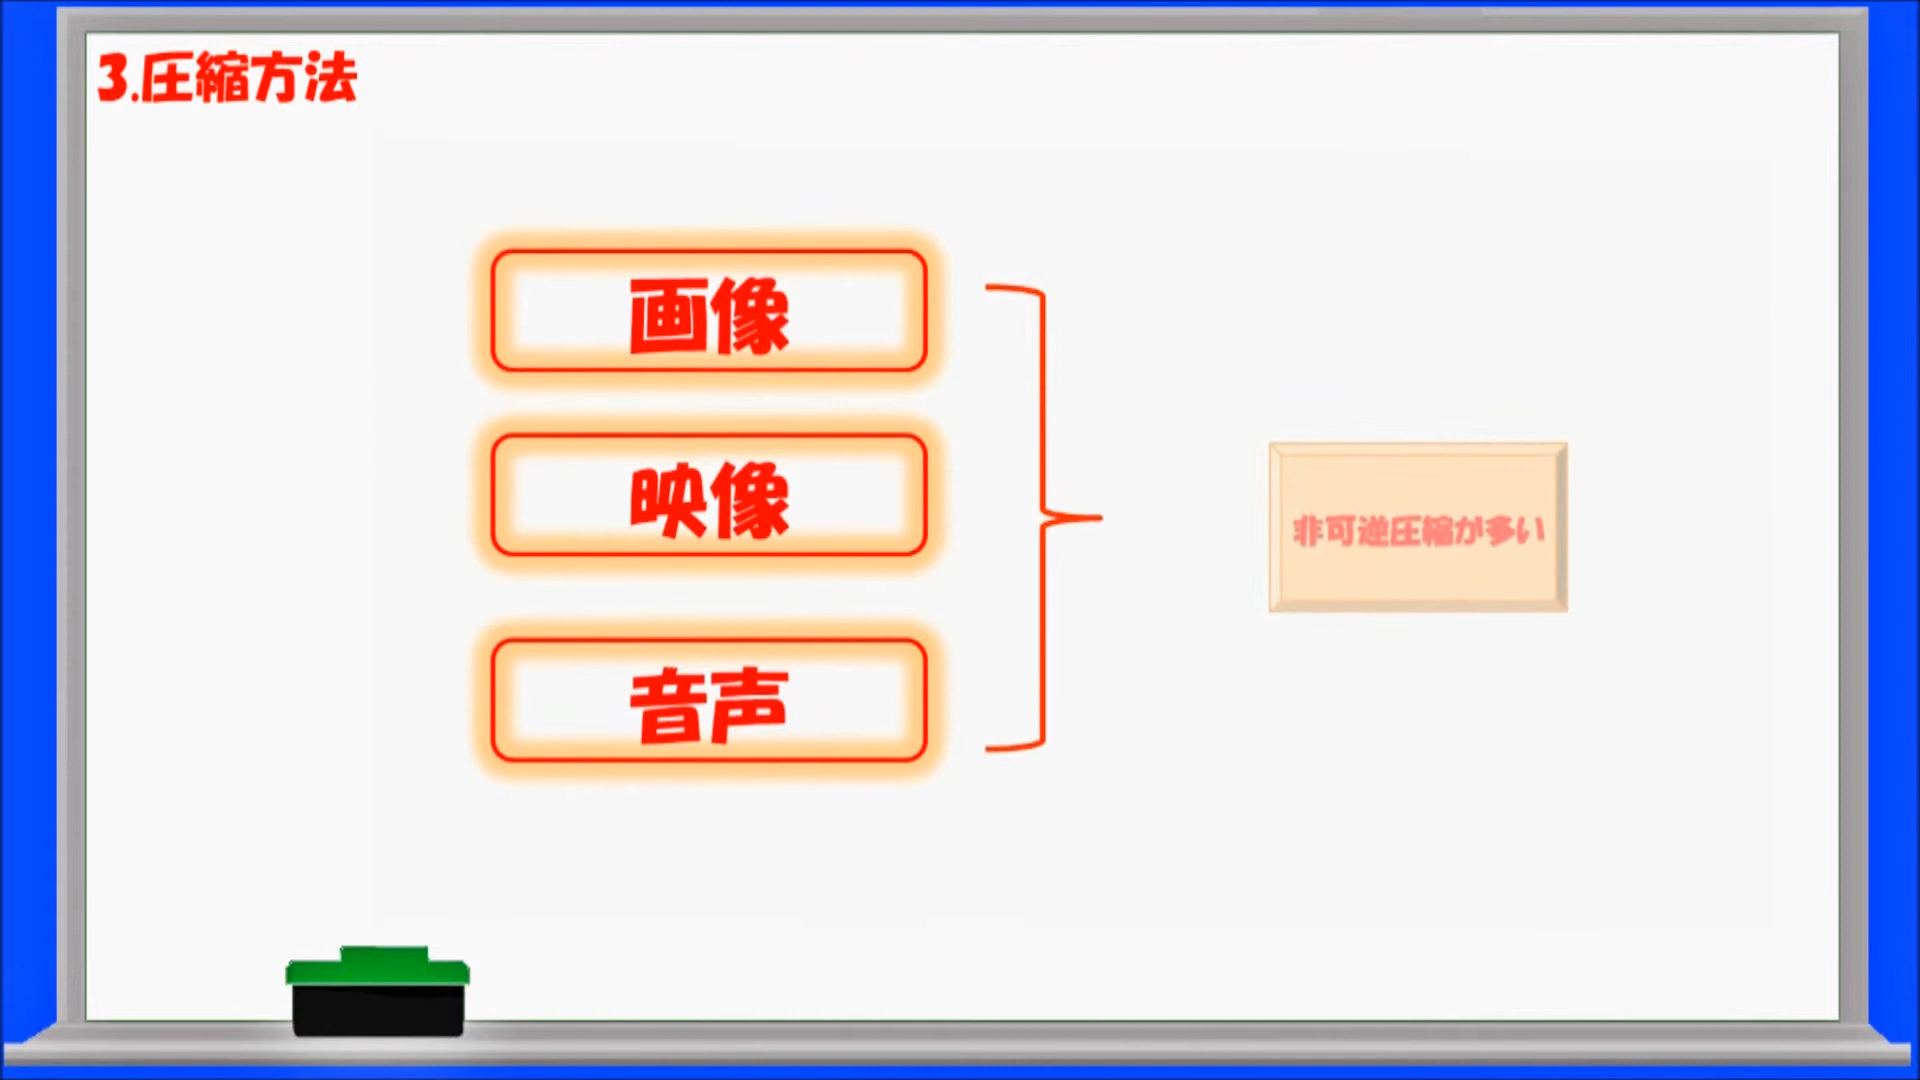 3.圧縮方法
画像
映像
音声
非可逆圧縮が多い